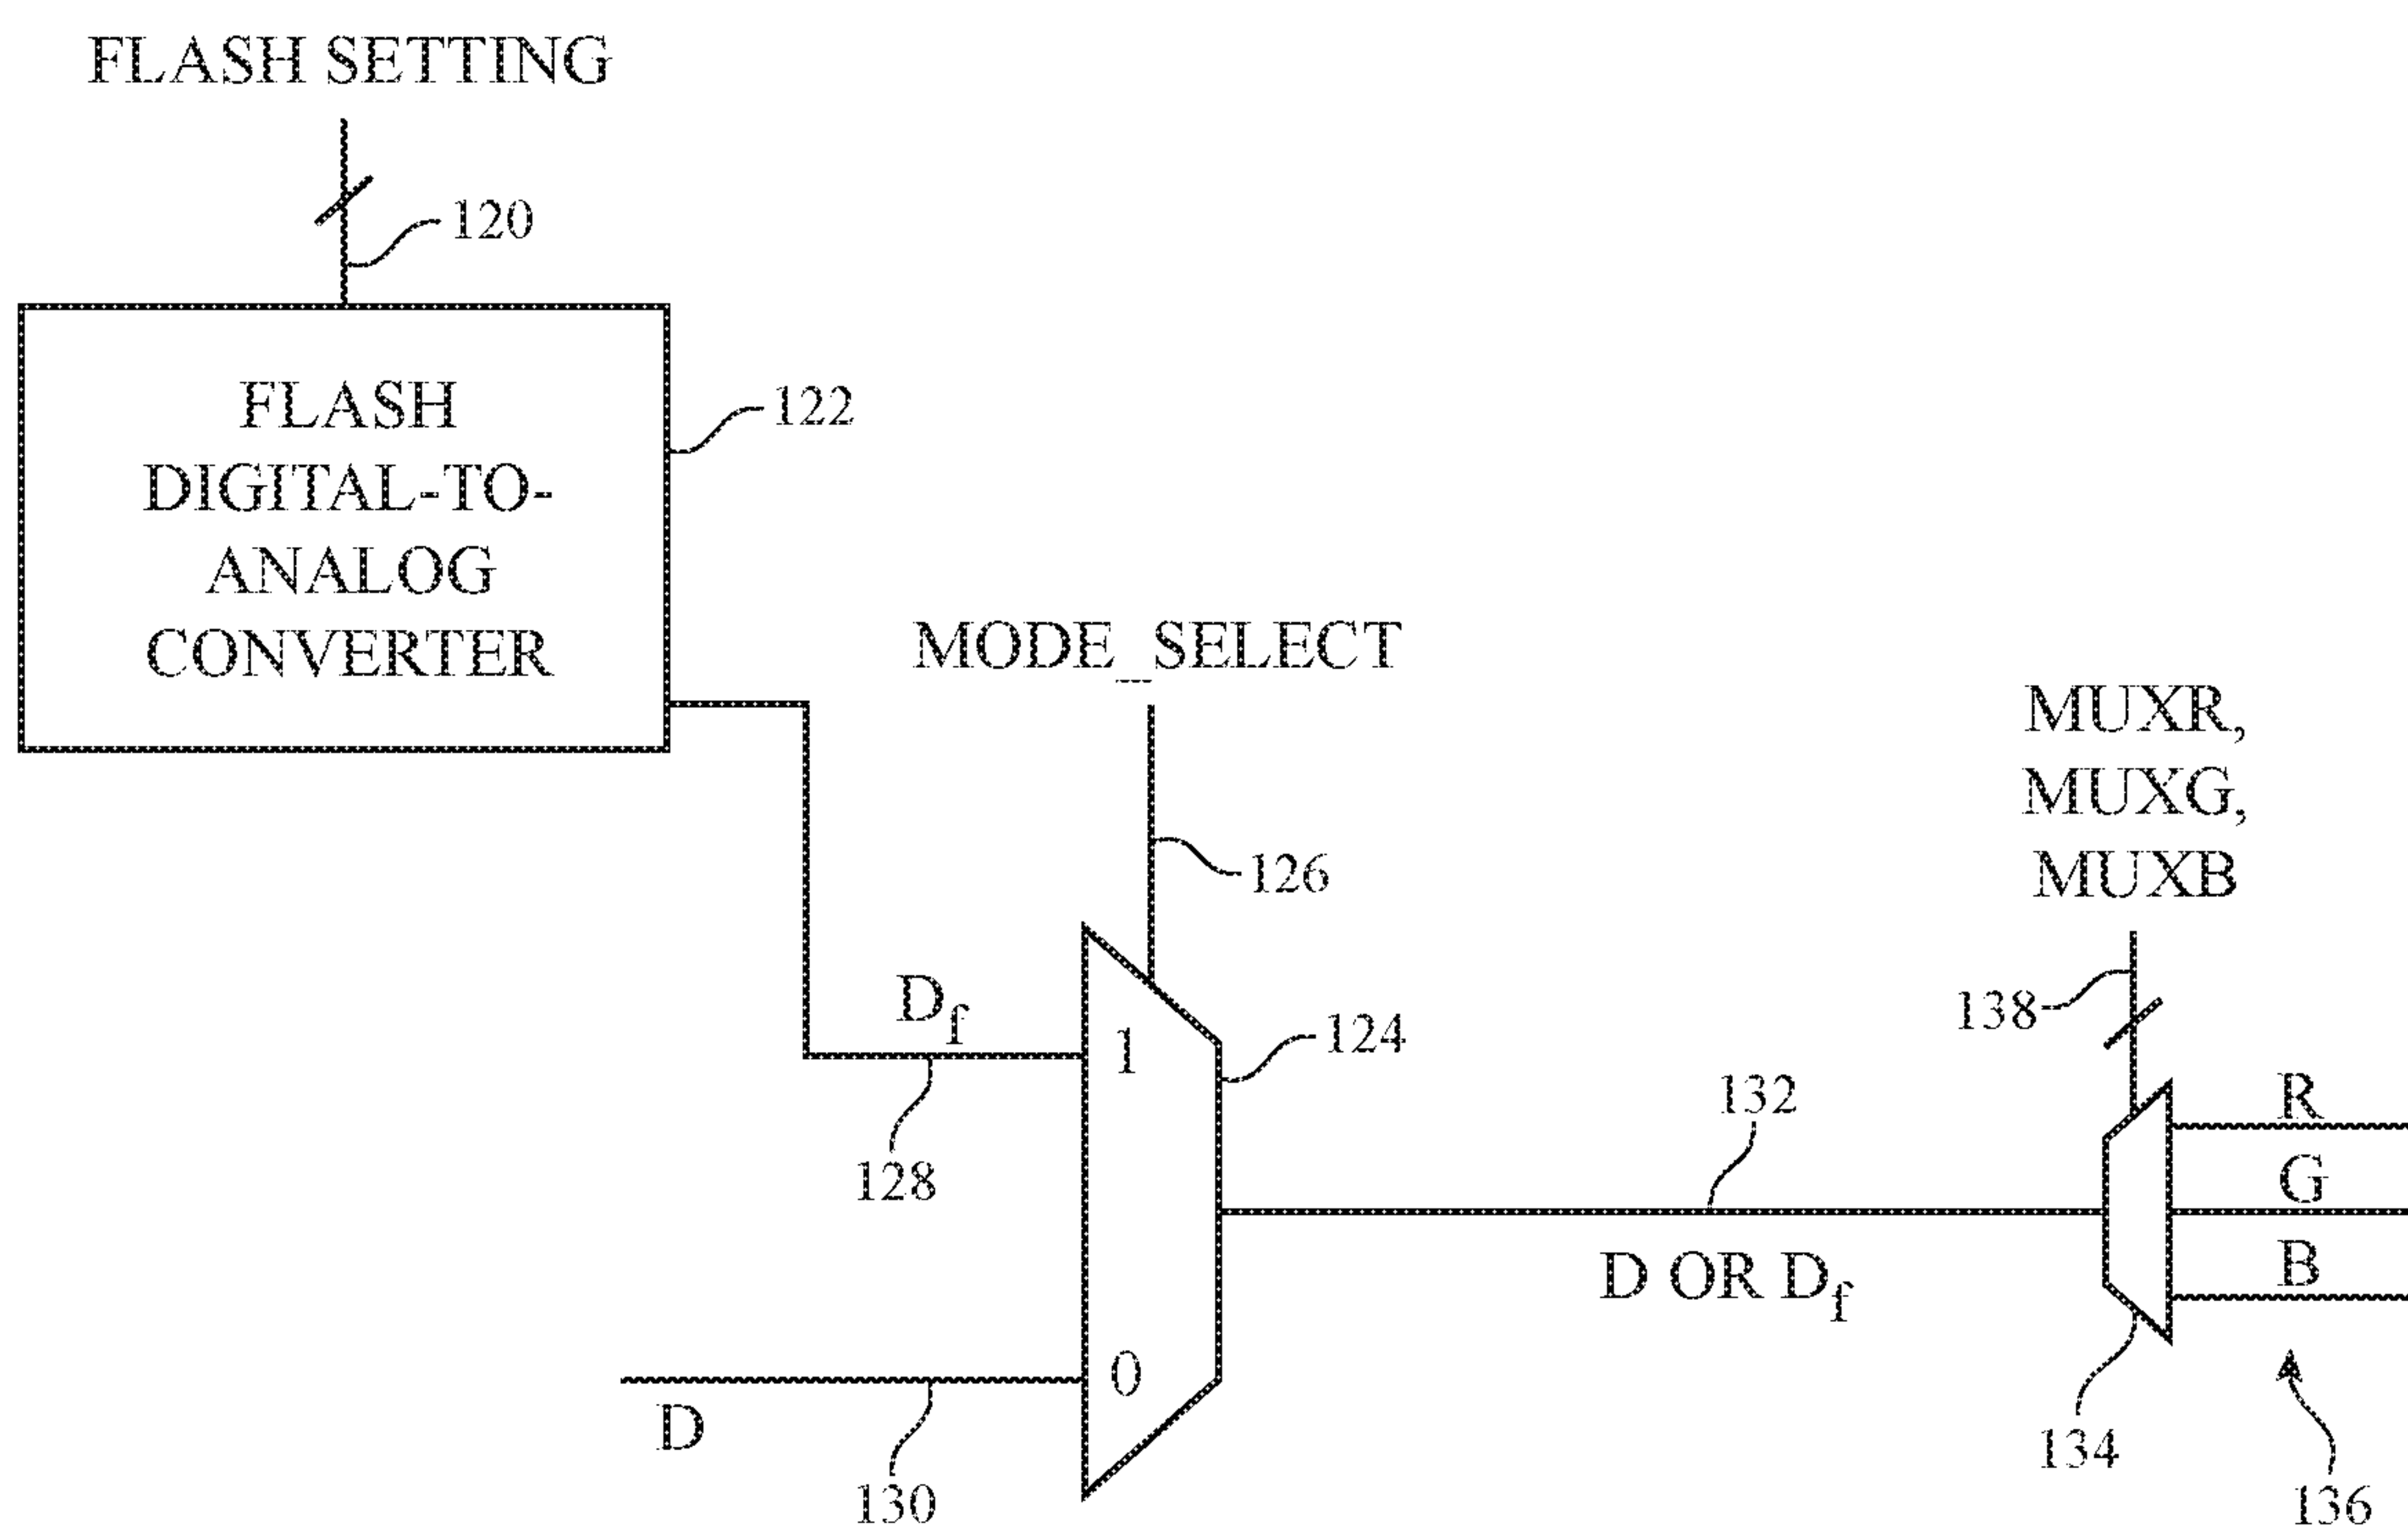 FLASH SETTING
120
FLASH
DIGITAL-TO-
ANALOG
CONVERTER
122
MODE_SELECT
126
MUXR,
MUXG,
MUXB
138
Df
1
124
128
132
R
G
B
D OR Df
0
D
130
134
136